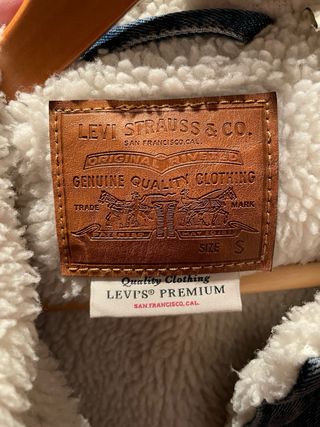 LEVI STRAUSS & CO.
SAN FRANCISCO, CAL.
ORIGINAL RIVETED
GENUINE QUALITY CLOTHING
TRADE MARK
SIZE S
Quality Clothing
LEVI'S® PREMIUM
SAN FRANCISCO, CAL.